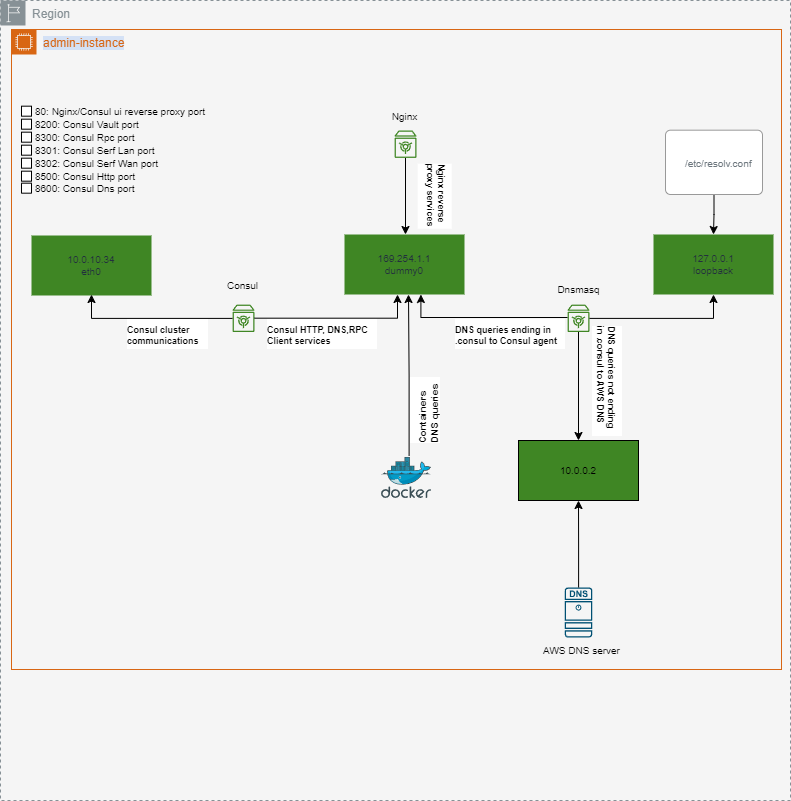 Region
admin-instance
80: Nginx/Consul ui reverse proxy port
8200: Consul Vault port
8300: Consul Rpc port
8301: Consul Serf Lan port
8302: Consul Serf Wan port
8500: Consul Http port
8600: Consul Dns port
Nginx
Nginx reverse
proxy services
/etc/resolv.conf
10.0.10.34
eth0
169.254.1.1
dummy0
127.0.0.1
loopback
Consul
Dnsmasq
Consul cluster
communications
Consul HTTP, DNS,RPC
Client services
DNS queries ending in
.consul to Consul agent
DNS queries not ending
in .consul to AWS DNS
Containers
DNS queries
docker
10.0.0.2
DNS
AWS DNS server